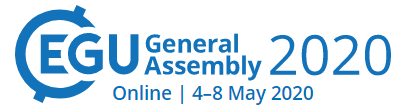 EGU General Assembly 2020
Online | 4–8 May 2020